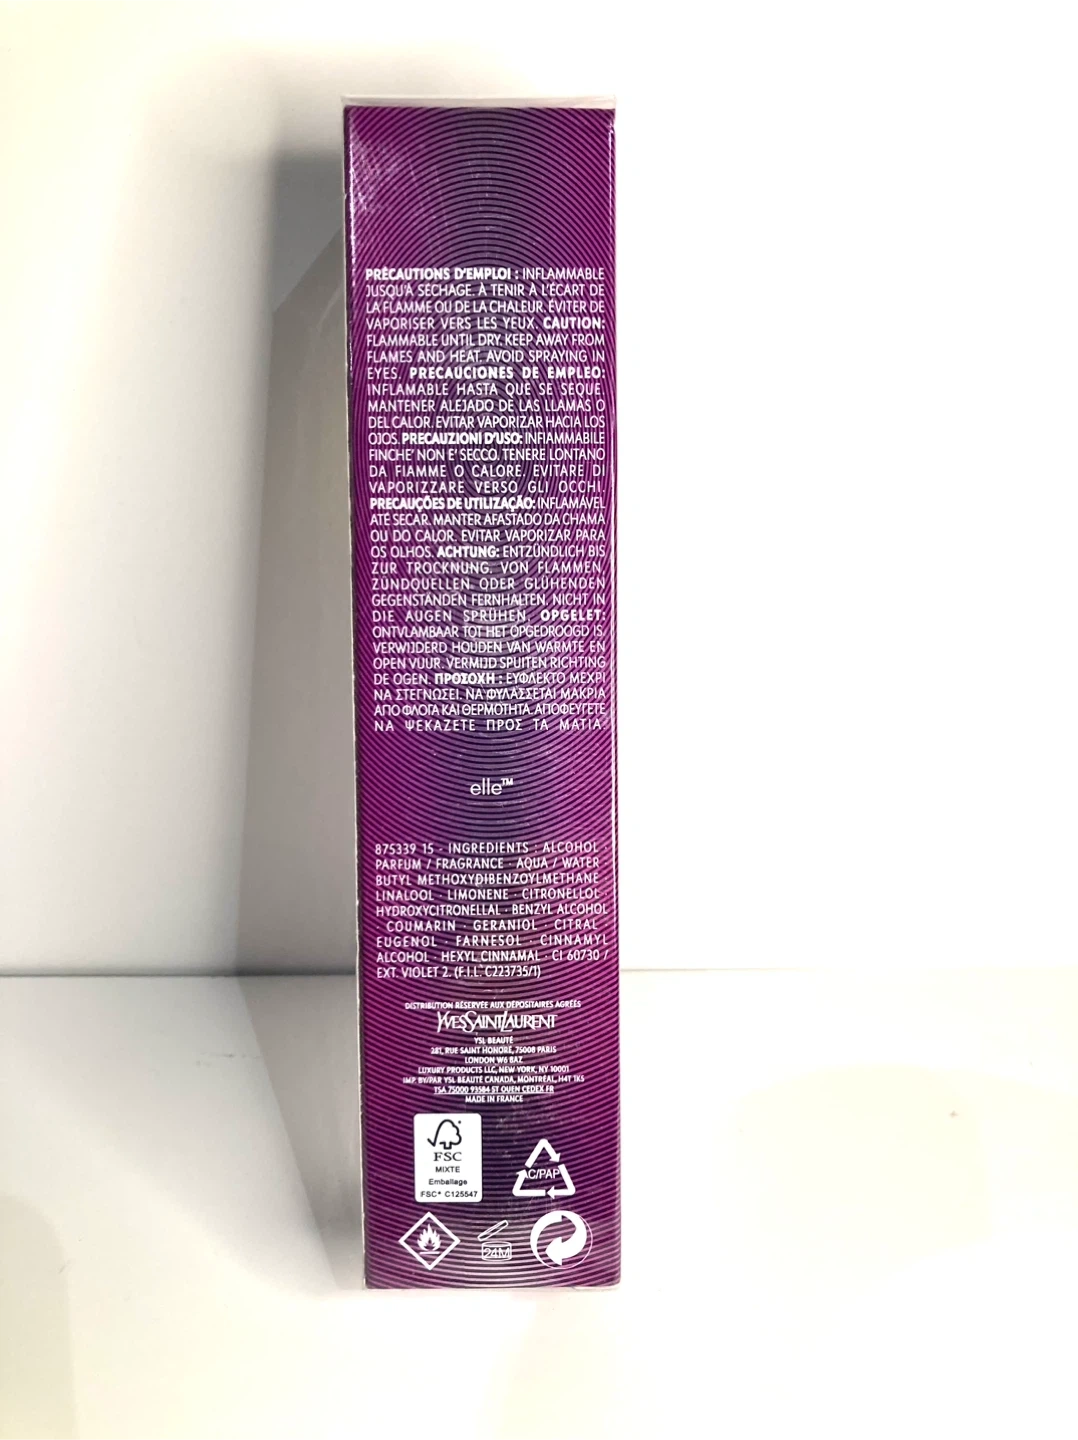 PRÉCAUTIONS D'EMPLOI : INFLAMMABLE
JUSQU'À SÉCHAGE. À TENIR À L'ÉCART DE
LA FLAMME OU DE LA CHALEUR. ÉVITER DE
VAPORISER VERS LES YEUX. CAUTION:
FLAMMABLE UNTIL DRY. KEEP AWAY FROM
FLAMES AND HEAT. AVOID SPRAYING IN
EYES. PRECAUCIONES DE EMPLEO:
INFLAMABLE HASTA QUE SE SEQUE.
MANTENER ALEJADO DE LAS LLAMAS O
DEL CALOR. EVITAR VAPORIZAR HACIA LOS
OJOS. PRECAUZIONI D'USO: INFIAMMABILE
FINCHE' NON E' SECCO. TENERE LONTANO
DA FIAMME O CALORE. EVITARE DI
VAPORIZZARE VERSO GLI OCCHI.
PRECAUÇÕES DE UTILIZAÇÃO: INFLAMÁVEL
ATÉ SECAR. MANTER AFASTADO DA CHAMA
OU DO CALOR. EVITAR VAPORIZAR PARA
OS OLHOS. ACHTUNG: ENTZÜNDLICH BIS
ZUR TROCKNUNG. VON FLAMMEN,
ZÜNDQUELLEN ODER GLÜHENDEN
GEGENSTÄNDEN FERNHALTEN. NICHT IN
DIE AUGEN SPRÜHEN. OPGELET:
ONTVLAMBAAR TOT HET OPGEDROOGD IS.
VERWIJDERD HOUDEN VAN WARMTE EN
OPEN VUUR. VERMIJD SPUITEN RICHTING
DE OGEN. ΠΡΟΣΟΧΗ : ΕΥΦΛΕΚΤΟ ΜΕΧΡΙ
ΝΑ ΣΤΕΓΝΩΣΕΙ. ΝΑ ΦΥΛΑΣΣΕΤΑΙ ΜΑΚΡΙΑ
ΑΠΟ ΦΛΟΓΑ ΚΑΙ ΘΕΡΜΟΤΗΤΑ. ΑΠΟΦΕΥΓΕΤΕ
ΝΑ ΨΕΚΑΖΕΤΕ ΠΡΟΣ ΤΑ ΜΑΤΙΑ.
elle™
875339 15 - INGREDIENTS : ALCOHOL ·
PARFUM / FRAGRANCE · AQUA / WATER
BUTYL METHOXYDIBENZOYLMETHANE
LINALOOL · LIMONENE · CITRONELLOL ·
HYDROXYCITRONELLAL · BENZYL ALCOHOL
· COUMARIN · GERANIOL · CITRAL
EUGENOL · FARNESOL · CINNAMYL
ALCOHOL · HEXYL CINNAMAL · CI 60730 /
EXT. VIOLET 2. (F.I.L. C223735/1)
DISTRIBUTION RÉSERVÉE AUX DÉPOSITAIRES AGRÉÉS
YVESSAINTLAURENT
YSL BEAUTÉ
281, RUE SAINT HONORÉ, 75008 PARIS
LONDON W6 8AZ
LUXURY PRODUCTS LLC, NEW YORK, NY 10001
IMP. BY/PAR YSL BEAUTÉ CANADA, MONTRÉAL, H4T 1K5
TSA 75000 93584 ST OUEN CEDEX FR
MADE IN FRANCE
FSC
MIXTE
Emballage
FSC® C125547
C/PAP
24M